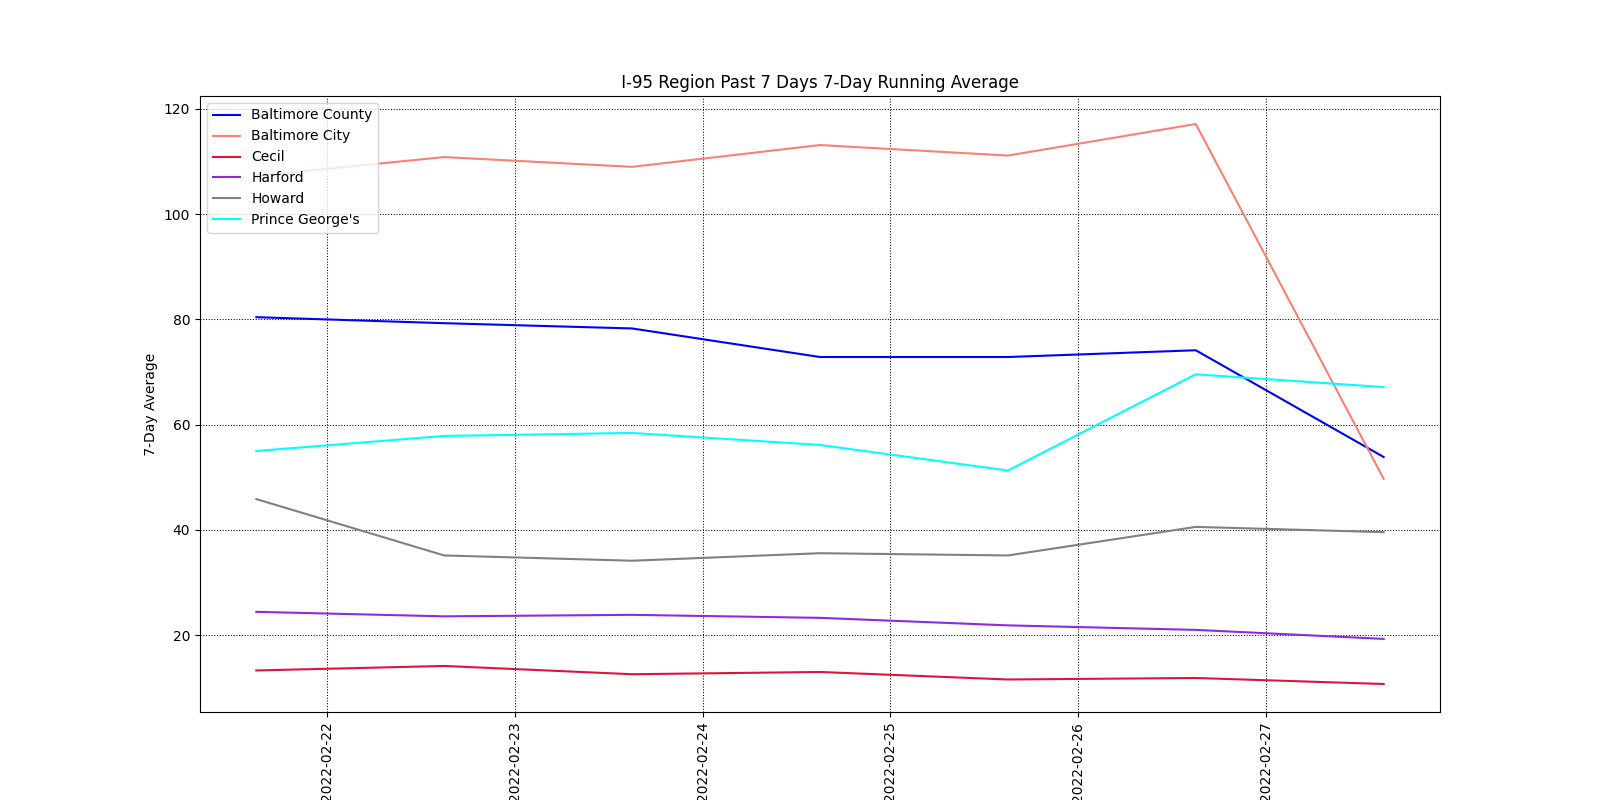 I-95 Region Past 7 Days 7-Day Running Average
Baltimore County
Baltimore City
Cecil
Harford
Howard
Prince George's
120
100
80
60
40
20
7-Day Average
2022-02-22
2022-02-23
2022-02-24
2022-02-25
2022-02-26
2022-02-27